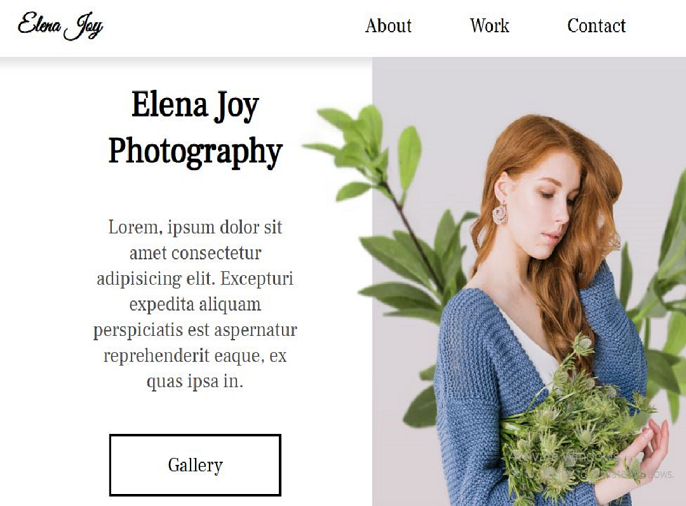 Elena Joy
About
Work
Contact
Elena Joy
Photography
Lorem, ipsum dolor sit
amet consectetur
adipisicing elit. Excepturi
expedita aliquam
perspiciatis est aspernatur
reprehenderit eaque, ex
quas ipsa in.
Gallery